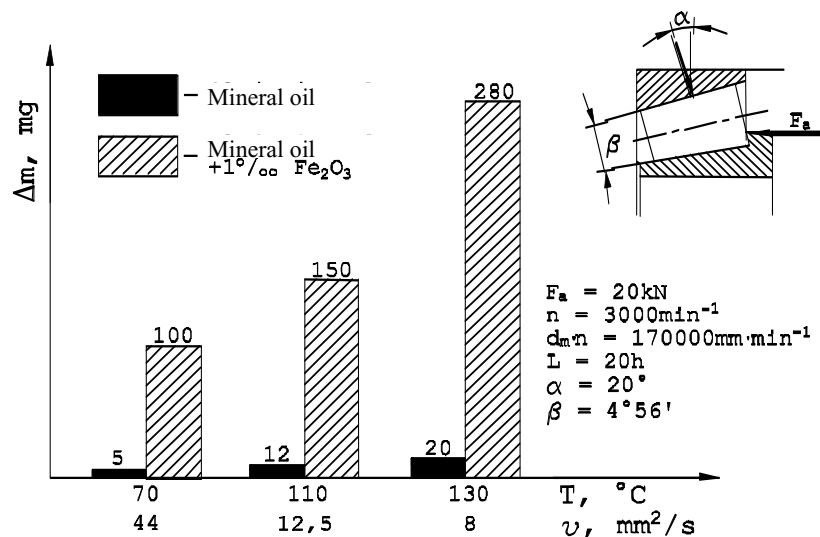 Δm, mg
– Mineral oil
– Mineral oil
+1°/oo Fe₂O₃
5
100
12
150
20
280
70 110 130 T, °C
44 12,5 8 υ, mm²/s
α
β
Fₐ
Fₐ = 20kN
n = 3000min⁻¹
dₘ·n = 170000mm·min⁻¹
L = 20h
α = 20°
β = 4°56'